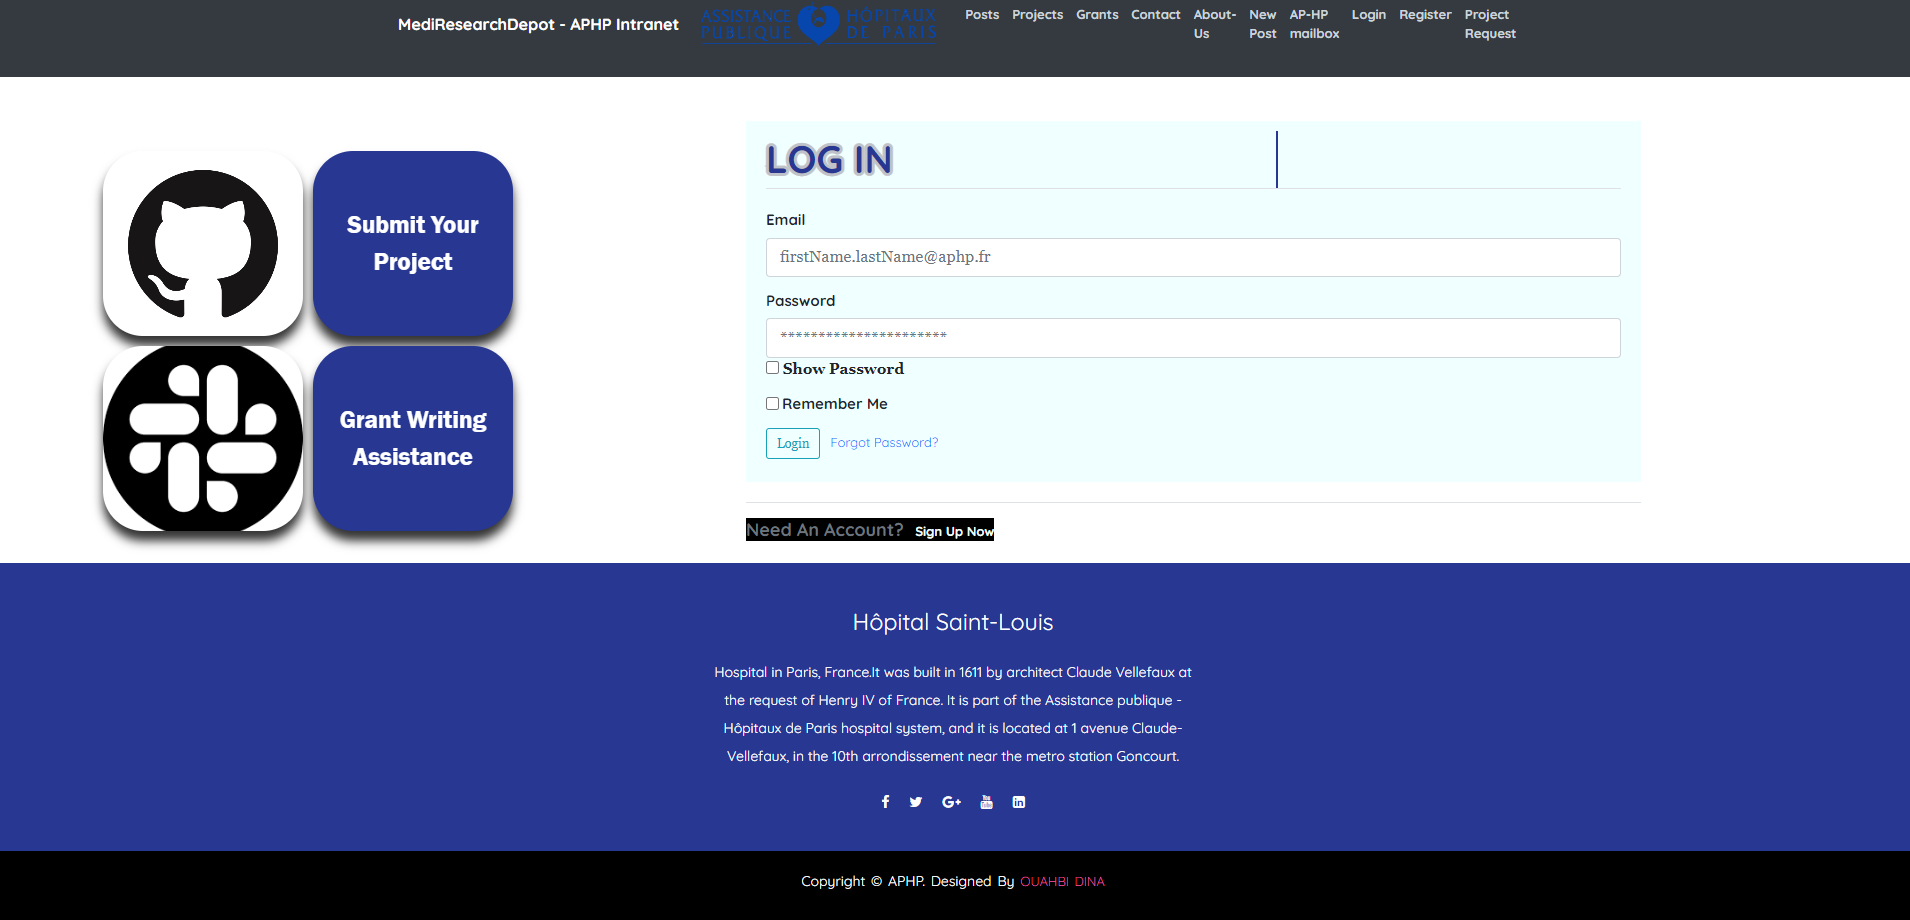 MediResearchDepot - APHP Intranet
ASSISTANCE PUBLIQUE HÔPITAUX DE PARIS
Posts
Projects
Grants
Contact
About-Us
New Post
AP-HP mailbox
Login
Register
Project Request
Submit Your
Project
Grant Writing
Assistance
LOG IN
Email
firstName.lastName@aphp.fr
Password
**********************
Show Password
Remember Me
Login Forgot Password?
Need An Account? Sign Up Now
Hôpital Saint-Louis
Hospital in Paris, France.It was built in 1611 by architect Claude Vellefaux at
the request of Henry IV of France. It is part of the Assistance publique -
Hôpitaux de Paris hospital system, and it is located at 1 avenue Claude-
Vellefaux, in the 10th arrondissement near the metro station Goncourt.
Copyright © APHP. Designed By OUAHBI DINA